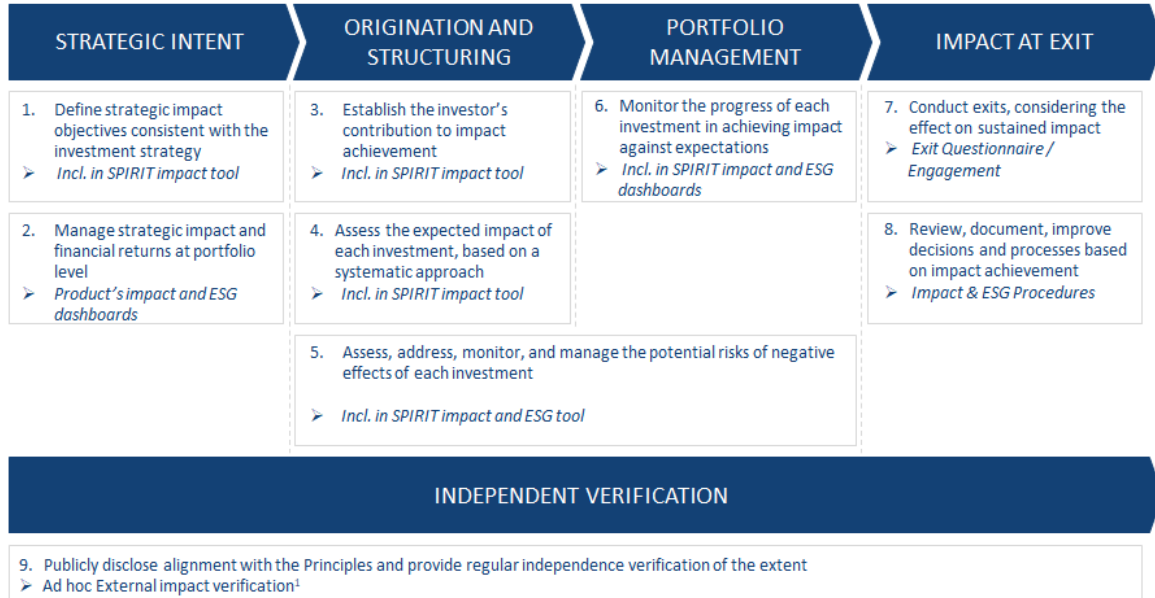 STRATEGIC INTENT
ORIGINATION AND
STRUCTURING
PORTFOLIO
MANAGEMENT
IMPACT AT EXIT
1. Define strategic impact
objectives consistent with the
investment strategy
➢ Incl. in SPIRIT impact tool
2. Manage strategic impact and
financial returns at portfolio
level
➢ Product's impact and ESG
dashboards
3. Establish the investor's
contribution to impact
achievement
➢ Incl. in SPIRIT impact tool
4. Assess the expected impact of
each investment, based on a
systematic approach
➢ Incl. in SPIRIT impact tool
6. Monitor the progress of each
investment in achieving impact
against expectations
➢ Incl. in SPIRIT impact and ESG
dashboards
5. Assess, address, monitor, and manage the potential risks of negative
effects of each investment
➢ Incl. in SPIRIT impact and ESG tool
7. Conduct exits, considering the
effect on sustained impact
➢ Exit Questionnaire /
Engagement
8. Review, document, improve
decisions and processes based
on impact achievement
➢ Impact & ESG Procedures
INDEPENDENT VERIFICATION
9. Publicly disclose alignment with the Principles and provide regular independence verification of the extent
➢ Ad hoc External impact verification¹